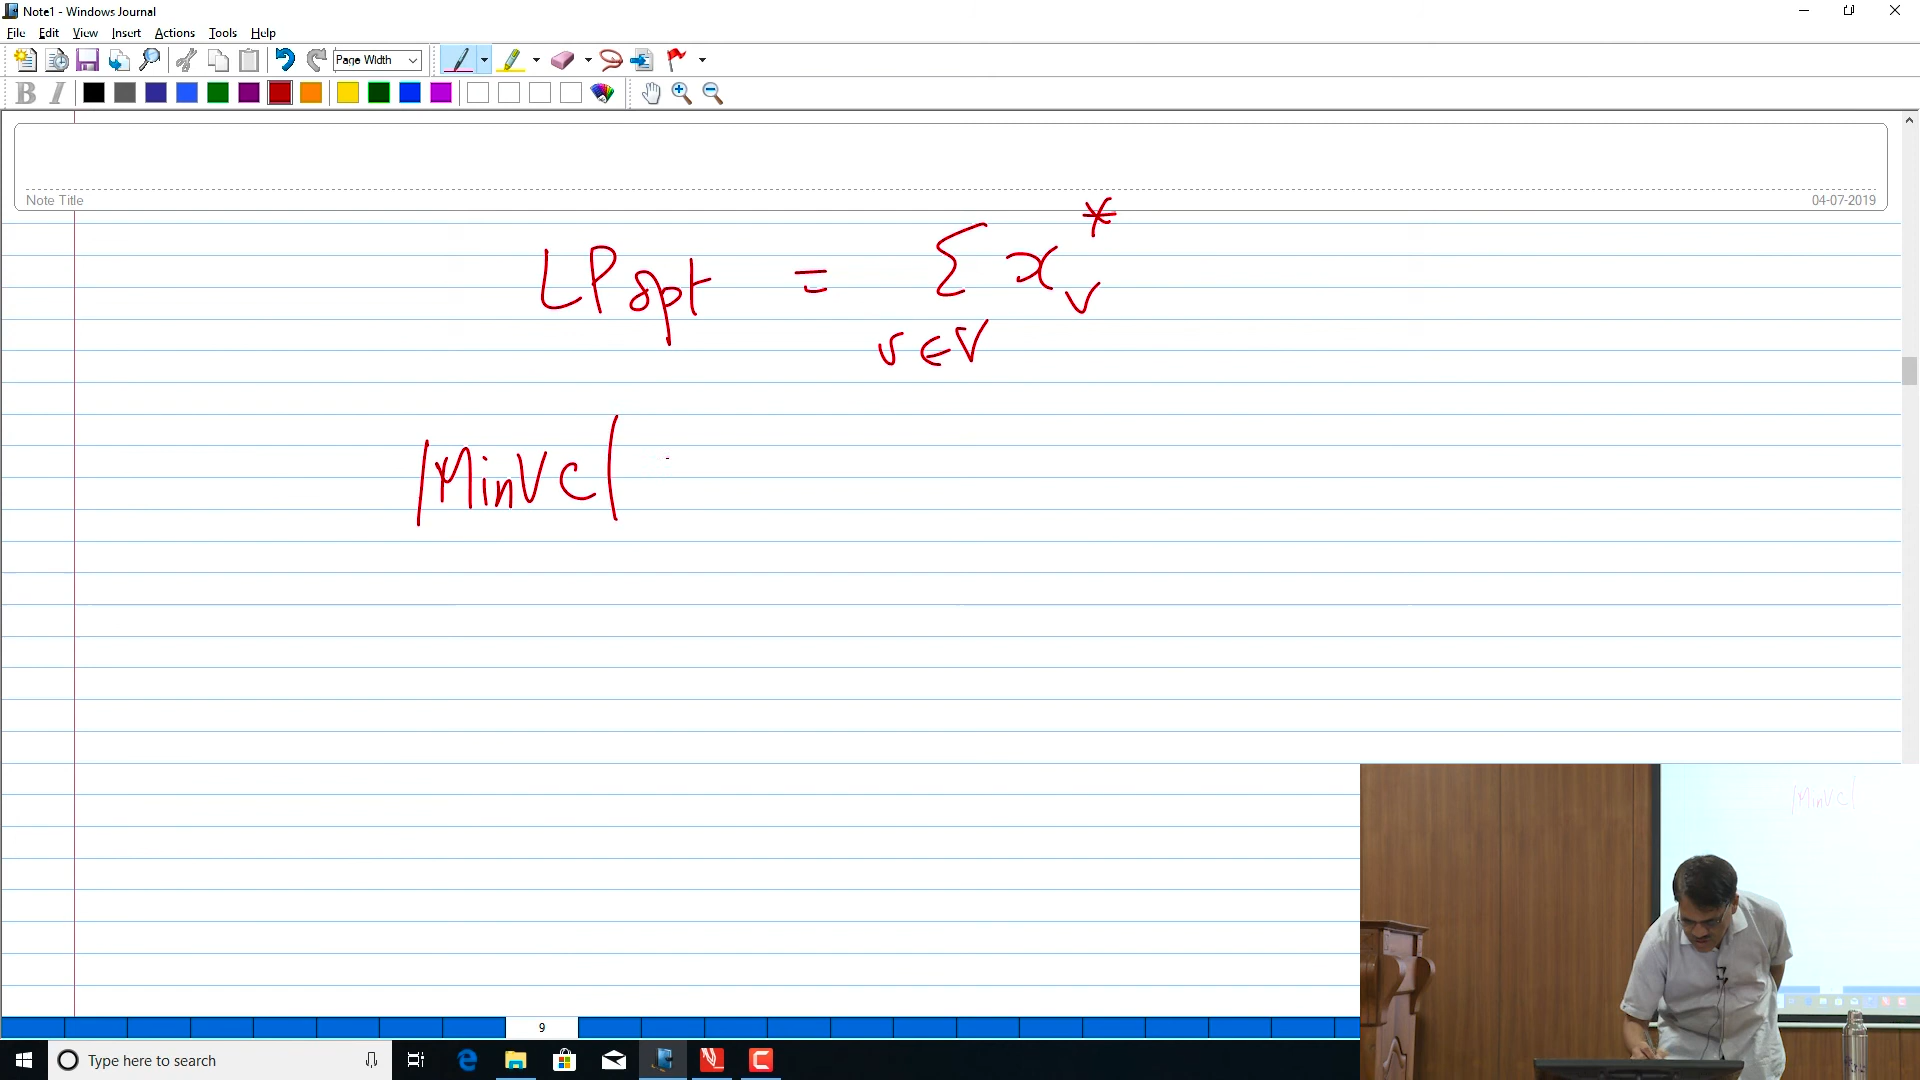 Note1 - Windows Journal
File Edit View Insert Actions Tools Help
Page Width
B I
Note Title
04-07-2019
LPopt = Σ x*v
v∈V
|MinVC|
|MinVC|
9
Type here to search